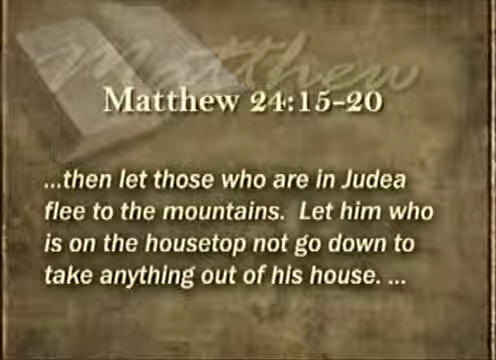 Matthew
Matthew 24:15-20
...then let those who are in Judea
flee to the mountains.  Let him who
is on the housetop not go down to
take anything out of his house. ...